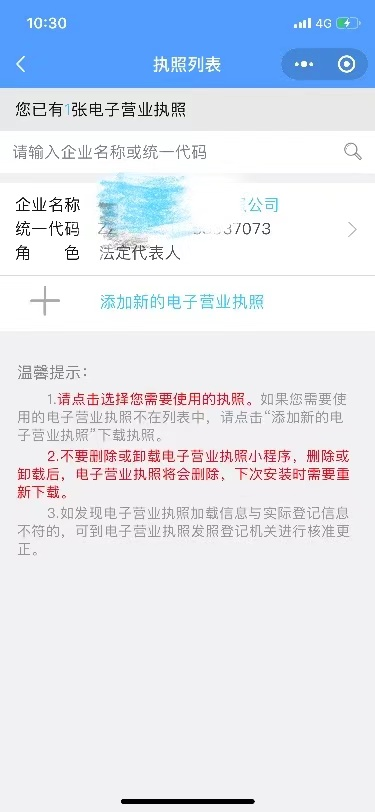 10:30
4G
执照列表
您已有1张电子营业执照
请输入企业名称或统一代码
企业名称 公司
统一代码 37073
角 色 法定代表人
添加新的电子营业执照
温馨提示：
1.请点击选择您需要使用的执照。如果您需要使
用的电子营业执照不在列表中，请点击“添加新的电
子营业执照”下载执照。
2.不要删除或卸载电子营业执照小程序，删除或
卸载后，电子营业执照将会删除，下次安装时需要重
新下载。
3.如发现电子营业执照加载信息与实际登记信息
不符的，可到电子营业执照发照登记机关进行核准更
正。